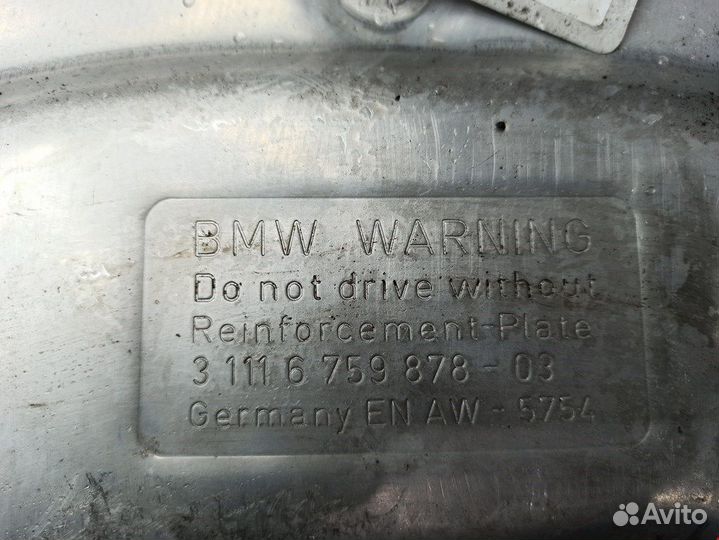 BMW WARNING
Do not drive without
Reinforcement-Plate
3 111 6 759 878 - 03
Germany EN AW - 5754
Avito